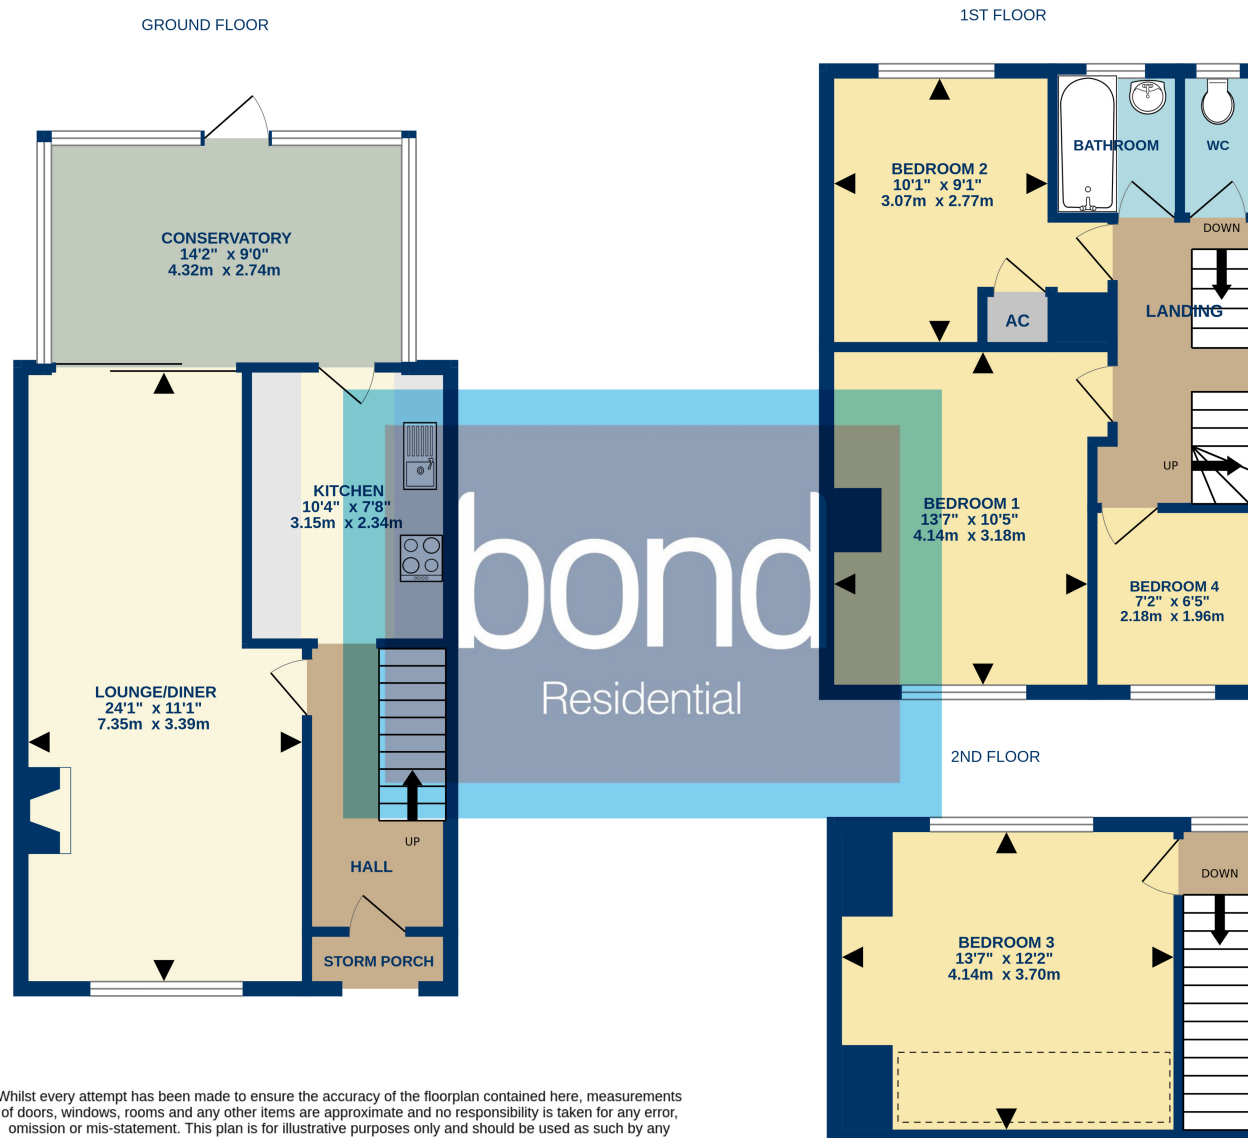 GROUND FLOOR
CONSERVATORY
14'2" x 9'0"
4.32m x 2.74m
KITCHEN
10'4" x 7'8"
3.15m x 2.34m
LOUNGE/DINER
24'1" x 11'1"
7.35m x 3.39m
UP
HALL
STORM PORCH
bond
Residential
1ST FLOOR
BEDROOM 2
10'1" x 9'1"
3.07m x 2.77m
BATHROOM
WC
DOWN
LANDING
AC
UP
BEDROOM 1
13'7" x 10'5"
4.14m x 3.18m
BEDROOM 4
7'2" x 6'5"
2.18m x 1.96m
2ND FLOOR
DOWN
BEDROOM 3
13'7" x 12'2"
4.14m x 3.70m
Whilst every attempt has been made to ensure the accuracy of the floorplan contained here, measurements
of doors, windows, rooms and any other items are approximate and no responsibility is taken for any error,
omission or mis-statement. This plan is for illustrative purposes only and should be used as such by any